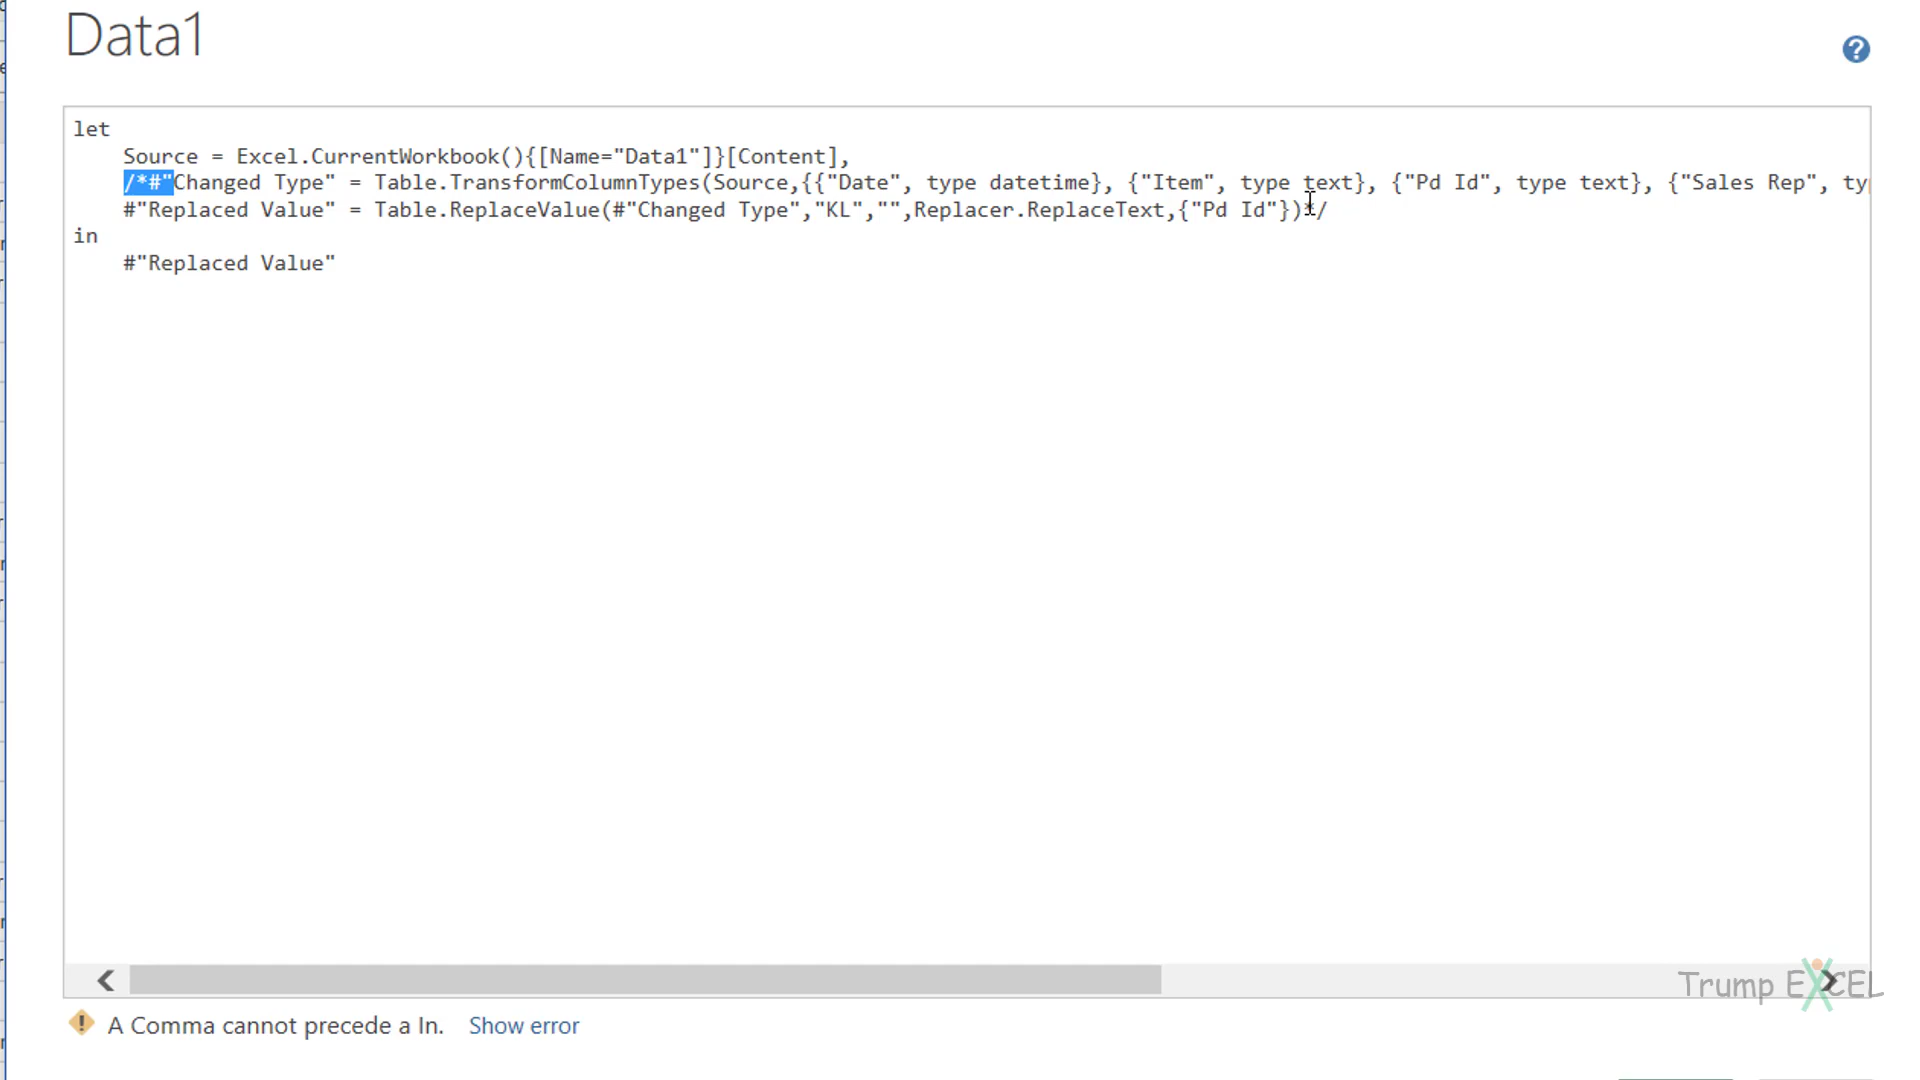 Data1
let
Source = Excel.CurrentWorkbook(){[Name="Data1"]}[Content],
/*#"Changed Type" = Table.TransformColumnTypes(Source,{{"Date", type datetime}, {"Item", type text}, {"Pd Id", type text}, {"Sales Rep", ty
#"Replaced Value" = Table.ReplaceValue(#"Changed Type","KL","",Replacer.ReplaceText,{"Pd Id"})*/
in
#"Replaced Value"
Trump EXCEL
A Comma cannot precede a In. Show error